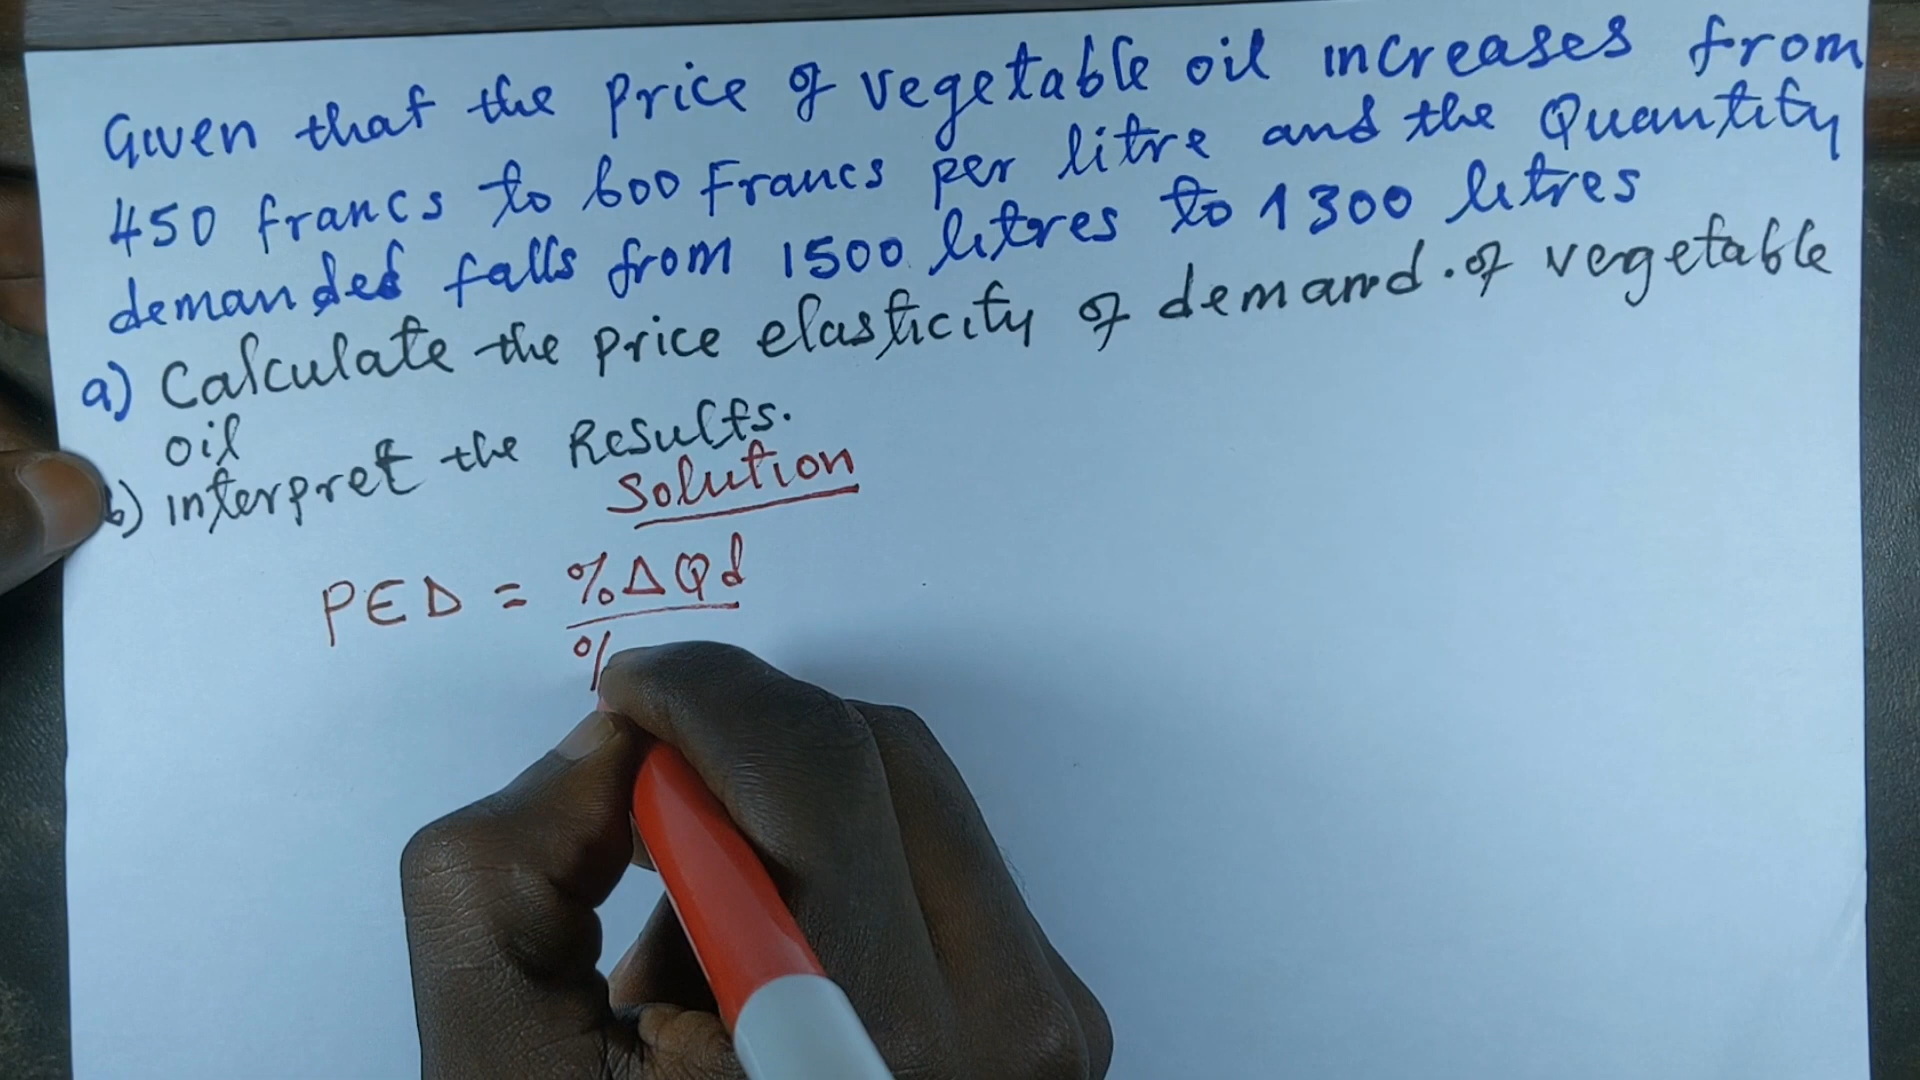 Given that the price of vegetable oil increases from
450 francs to 600 Francs per litre and the Quantity
demanded falls from 1500 litres to 1300 litres
a) Calculate the price elasticity of demand. of vegetable
oil
b) interpret the Results.
Solution
PED = %ΔQd
%